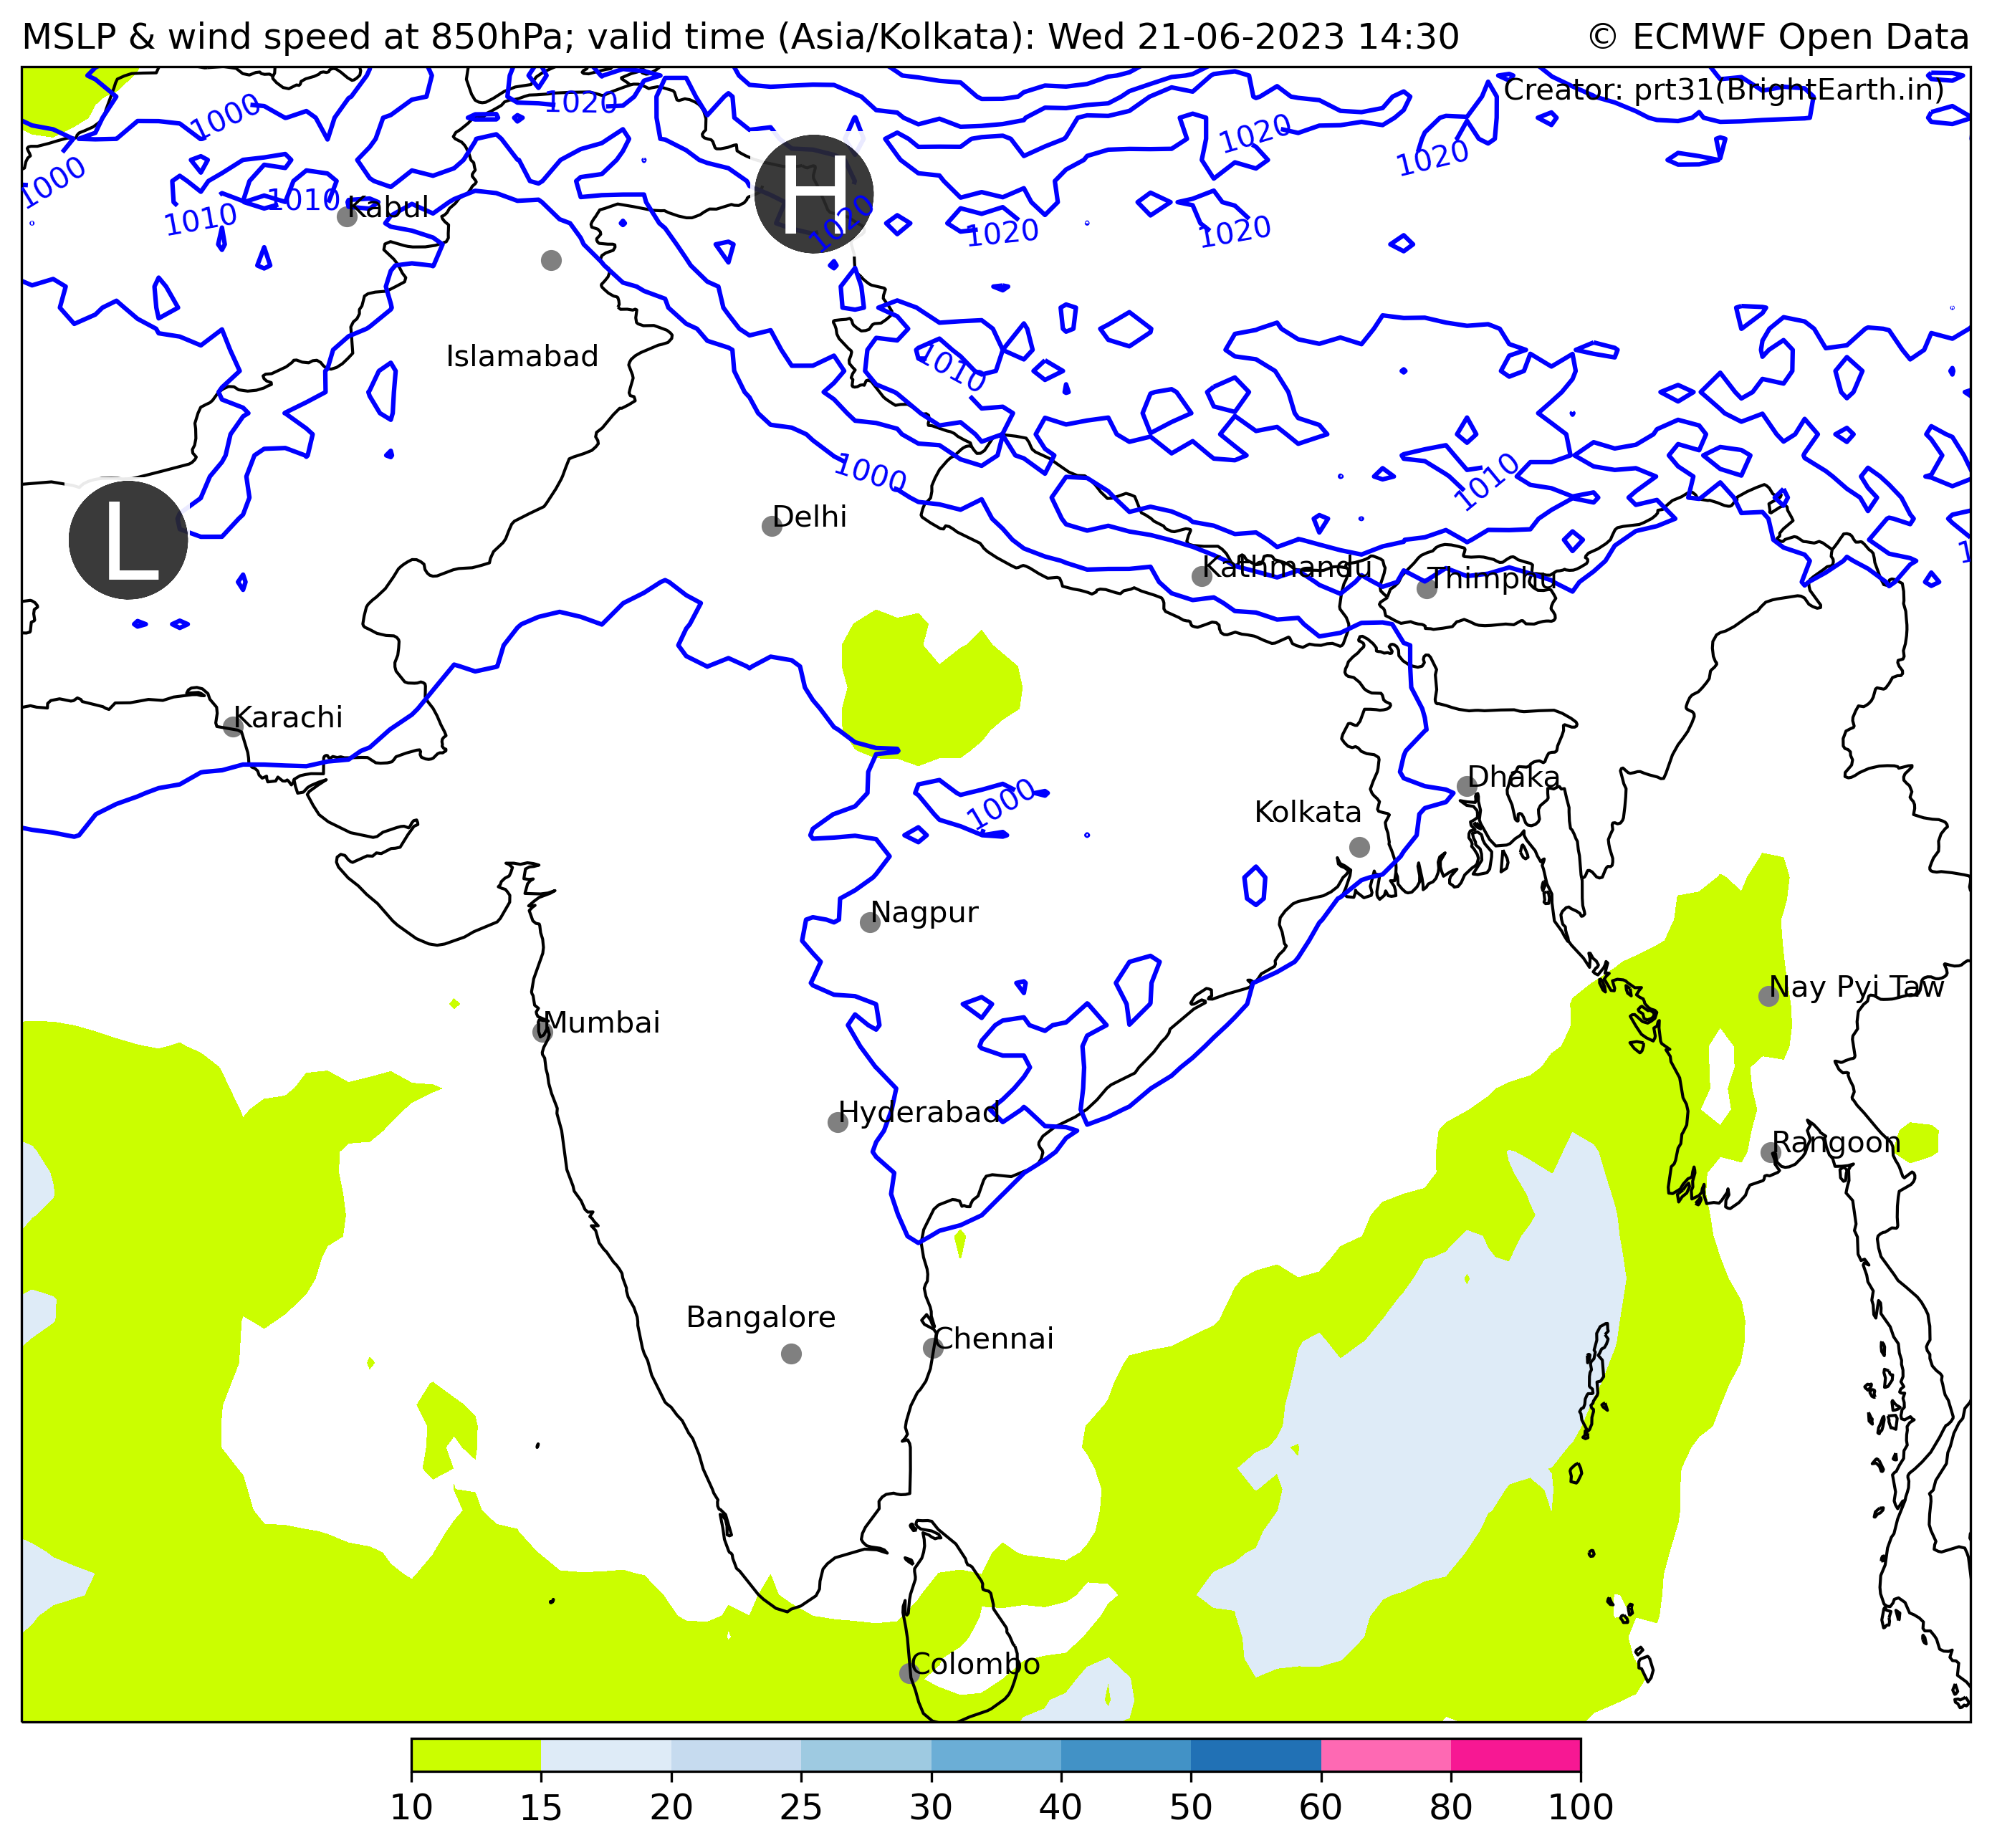 MSLP & wind speed at 850hPa; valid time (Asia/Kolkata): Wed 21-06-2023 14:30 © ECMWF Open Data
Creator: prt31(BrightEarth.in)
1000
1020
1020
1020
1000
1010
1010
Kabul
H
1020
1020
1020
Islamabad
1010
1000
1010
L
Delhi
Kathmandu
Thimphu
Karachi
Dhaka
1000
Kolkata
Nagpur
Nay Pyi Taw
Mumbai
Hyderabad
Rangoon
Bangalore
Chennai
Colombo
10 15 20 25 30 40 50 60 80 100